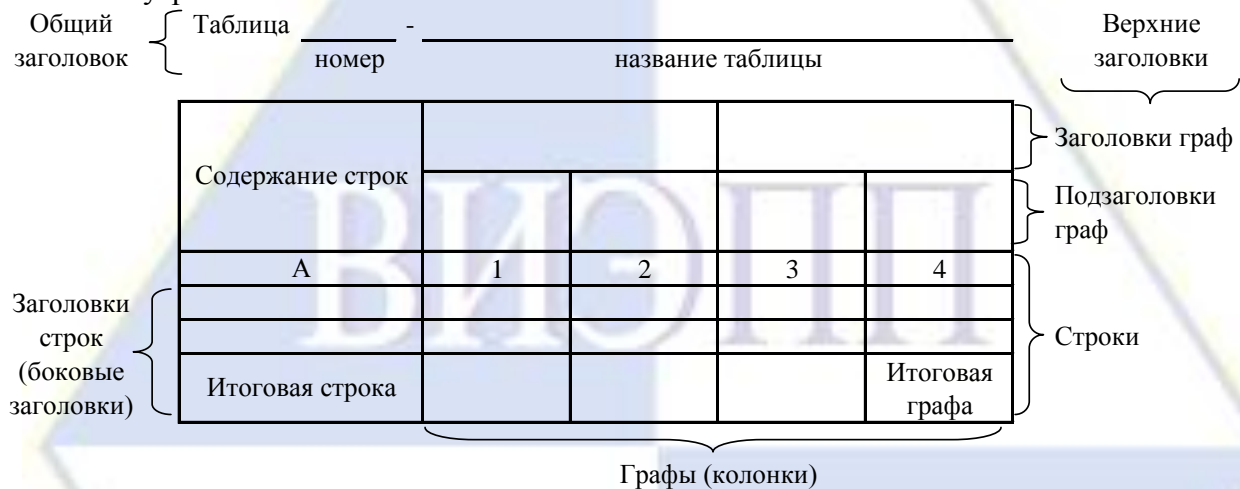 Общий заголовок
Таблица -
номер
название таблицы
Верхние заголовки
Содержание строк
Заголовки граф
Подзаголовки граф
А 1 2 3 4
Заголовки строк (боковые заголовки)
Строки
Итоговая строка
Итоговая графа
Графы (колонки)
ВИЭПП